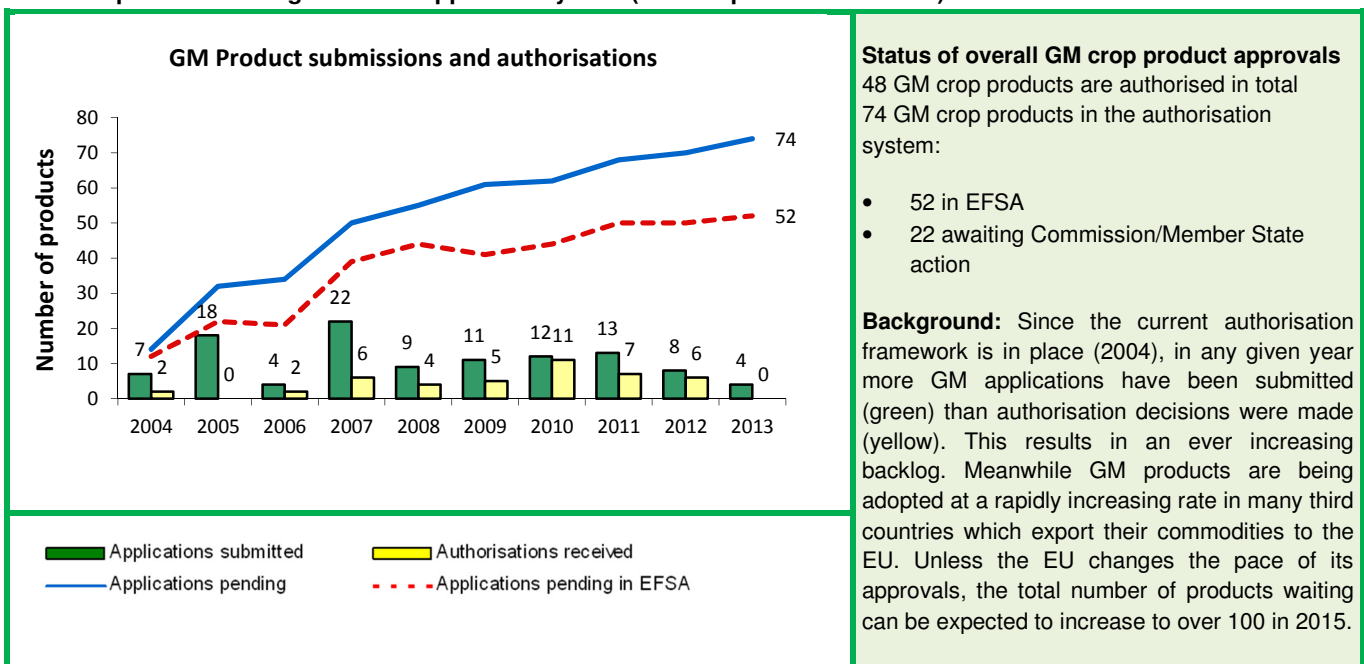 GM Product submissions and authorisations
Number of products
80
70
60
50
40
30
20
10
0
74
52
7
2
18
0
4
2
22
6
9
4
11
5
12
11
13
7
8
6
4
0
2004 2005 2006 2007 2008 2009 2010 2011 2012 2013
Applications submitted
Authorisations received
Applications pending
Applications pending in EFSA
Status of overall GM crop product approvals
48 GM crop products are authorised in total
74 GM crop products in the authorisation
system:
• 52 in EFSA
• 22 awaiting Commission/Member State
action
Background: Since the current authorisation
framework is in place (2004), in any given year
more GM applications have been submitted
(green) than authorisation decisions were made
(yellow). This results in an ever increasing
backlog. Meanwhile GM products are being
adopted at a rapidly increasing rate in many third
countries which export their commodities to the
EU. Unless the EU changes the pace of its
approvals, the total number of products waiting
can be expected to increase to over 100 in 2015.